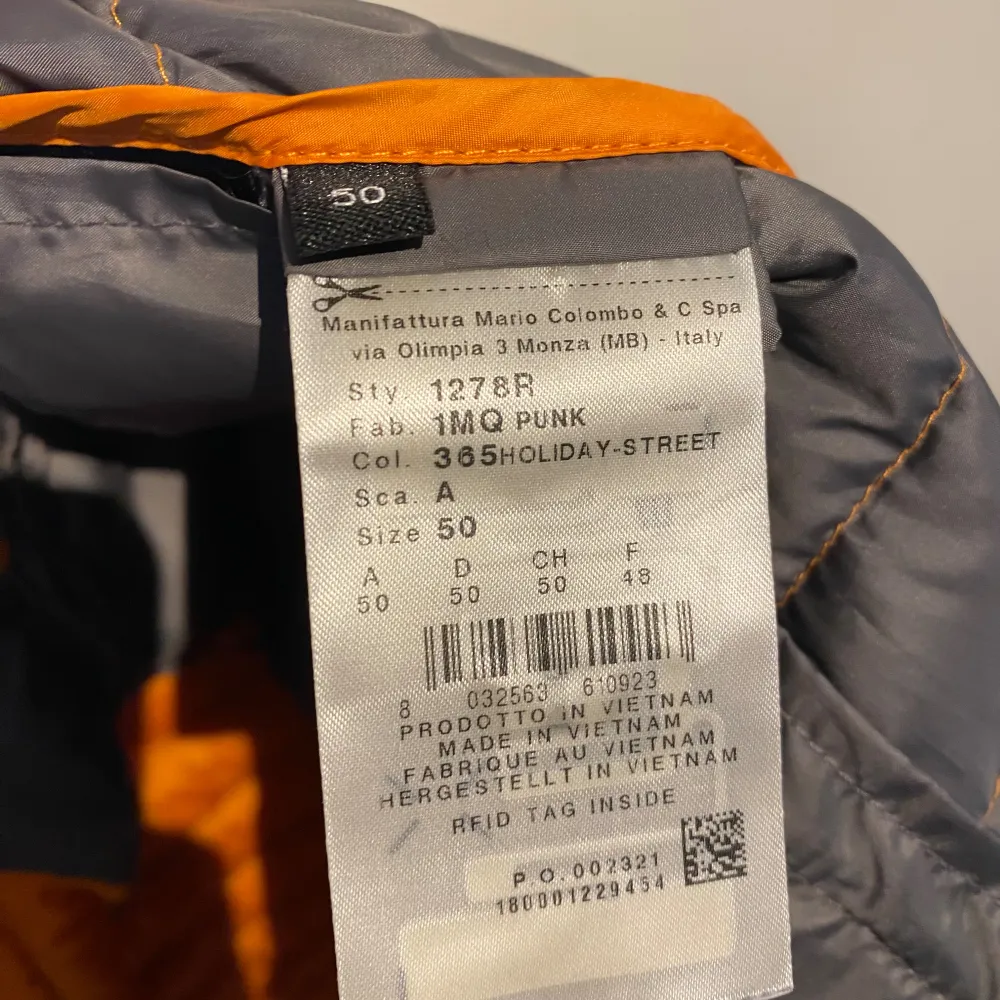 50
Manifattura Mario Colombo & C Spa
via Olimpia 3 Monza (MB) - Italy
Sty. 1278R
Fab. 1MQ PUNK
Col. 365HOLIDAY-STREET
Sca. A
Size 50
A D CH F
50 50 50 48
8 032563 610923
PRODOTTO IN VIETNAM
MADE IN VIETNAM
FABRIQUE AU VIETNAM
HERGESTELLT IN VIETNAM
RFID TAG INSIDE
P.O.002321
180001229454